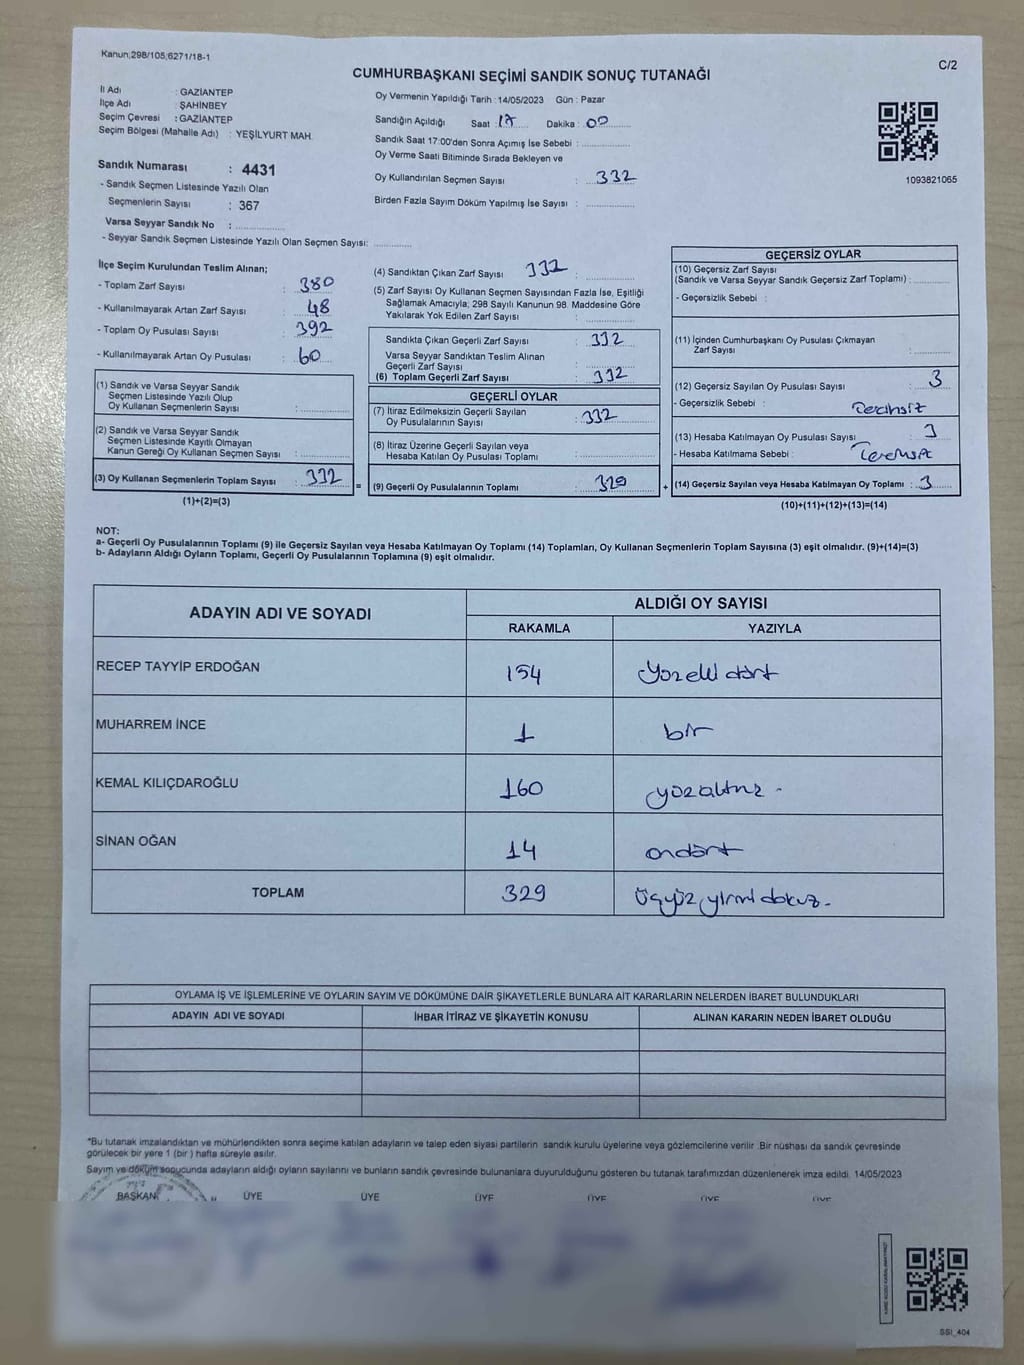 Kanun;298/105;6271/18-1
C/2
CUMHURBAŞKANI SEÇİMİ SANDIK SONUÇ TUTANAĞI
İl Adı : GAZİANTEP
İlçe Adı : ŞAHİNBEY
Seçim Çevresi : GAZİANTEP
Seçim Bölgesi (Mahalle Adı) : YEŞİLYURT MAH.
Sandık Numarası : 4431
- Sandık Seçmen Listesinde Yazılı Olan
Seçmenlerin Sayısı : 367
Varsa Seyyar Sandık No :
- Seyyar Sandık Seçmen Listesinde Yazılı Olan Seçmen Sayısı:
Oy Vermenin Yapıldığı Tarih : 14/05/2023 Gün : Pazar
Sandığın Açıldığı Saat : 17 Dakika : 00
Sandık Saat 17:00'den Sonra Açımış İse Sebebi :
Oy Verme Saati Bitiminde Sırada Bekleyen ve
Oy Kullandırılan Seçmen Sayısı : 332
Birden Fazla Sayım Döküm Yapılmış İse Sayısı :
1093821065
İlçe Seçim Kurulundan Teslim Alınan;
- Toplam Zarf Sayısı : 380
- Kullanılmayarak Artan Zarf Sayısı : 48
- Toplam Oy Pusulası Sayısı : 392
- Kullanılmayarak Artan Oy Pusulası : 60
(1) Sandık ve Varsa Seyyar Sandık
Seçmen Listesinde Yazılı Olup
Oy Kullanan Seçmenlerin Sayısı :
(2) Sandık ve Varsa Seyyar Sandık
Seçmen Listesinde Kayıtlı Olmayan
Kanun Gereği Oy Kullanan Seçmen Sayısı :
(3) Oy Kullanan Seçmenlerin Toplam Sayısı : 332
(1)+(2)=(3)
(4) Sandıktan Çıkan Zarf Sayısı 332 :
(5) Zarf Sayısı Oy Kullanan Seçmen Sayısından Fazla İse, Eşitliği
Sağlamak Amacıyla; 298 Sayılı Kanunun 98. Maddesine Göre
Yakılarak Yok Edilen Zarf Sayısı :
Sandıkta Çıkan Geçerli Zarf Sayısı : 332
Varsa Seyyar Sandıktan Teslim Alınan
Geçerli Zarf Sayısı :
(6) Toplam Geçerli Zarf Sayısı : 332
GEÇERLİ OYLAR
(7) İtiraz Edilmeksizin Geçerli Sayılan
Oy Pusulalarının Sayısı : 332
(8) İtiraz Üzerine Geçerli Sayılan veya
Hesaba Katılan Oy Pusulası Toplamı :
= (9) Geçerli Oy Pusulalarının Toplamı : 329 +
GEÇERSİZ OYLAR
(10) Geçersiz Zarf Sayısı
(Sandık ve Varsa Seyyar Sandık Geçersiz Zarf Toplamı) :
- Geçersizlik Sebebi :
(11) İçinden Cumhurbaşkanı Oy Pusulası Çıkmayan
Zarf Sayısı :
(12) Geçersiz Sayılan Oy Pusulası Sayısı : 3
- Geçersizlik Sebebi :
(13) Hesaba Katılmayan Oy Pusulası Sayısı : 3
- Hesaba Katılmama Sebebi :
(14) Geçersiz Sayılan veya Hesaba Katılmayan Oy Toplamı : 3
(10)+(11)+(12)+(13)=(14)
NOT:
a- Geçerli Oy Pusulalarının Toplamı (9) ile Geçersiz Sayılan veya Hesaba Katılmayan Oy Toplamı (14) Toplamları, Oy Kullanan Seçmenlerin Toplam Sayısına (3) eşit olmalıdır. (9)+(14)=(3)
b- Adayların Aldığı Oyların Toplamı, Geçerli Oy Pusulalarının Toplamına (9) eşit olmalıdır.
ADAYIN ADI VE SOYADI
ALDIĞI OY SAYISI
RAKAMLA YAZIYLA
RECEP TAYYİP ERDOĞAN 154 Yüzelli dört
MUHARREM İNCE 1 bir
KEMAL KILIÇDAROĞLU 160 yüzaltmış
SİNAN OĞAN 14 ondört
TOPLAM 329 üçyüz yirmi dokuz.
OYLAMA İŞ VE İŞLEMLERİNE VE OYLARIN SAYIM VE DÖKÜMÜNE DAİR ŞİKAYETLERLE BUNLARA AİT KARARLARIN NELERDEN İBARET BULUNDUKLARI
ADAYIN ADI VE SOYADI İHBAR İTİRAZ VE ŞİKAYETİN KONUSU ALINAN KARARIN NEDEN İBARET OLDUĞU
*Bu tutanak imzalandıktan ve mühürlendikten sonra seçime katılan adayların ve talep eden siyasi partilerin sandık kurulu üyelerine veya gözlemcilerine verilir .Bir nüshası da sandık çevresinde
görülecek bir yere 1 (bir ) hafta süreyle asılır.
Sayım ve döküm sonucunda adayların aldığı oyların sayılarını ve bunların sandık çevresinde bulunanlara duyurulduğunu gösteren bu tutanak tarafımızdan düzenlenerek imza edildi. 14/05/2023
BAŞKAN ÜYE ÜYE ÜYE ÜYE ÜYE ÜYE
SSI_404